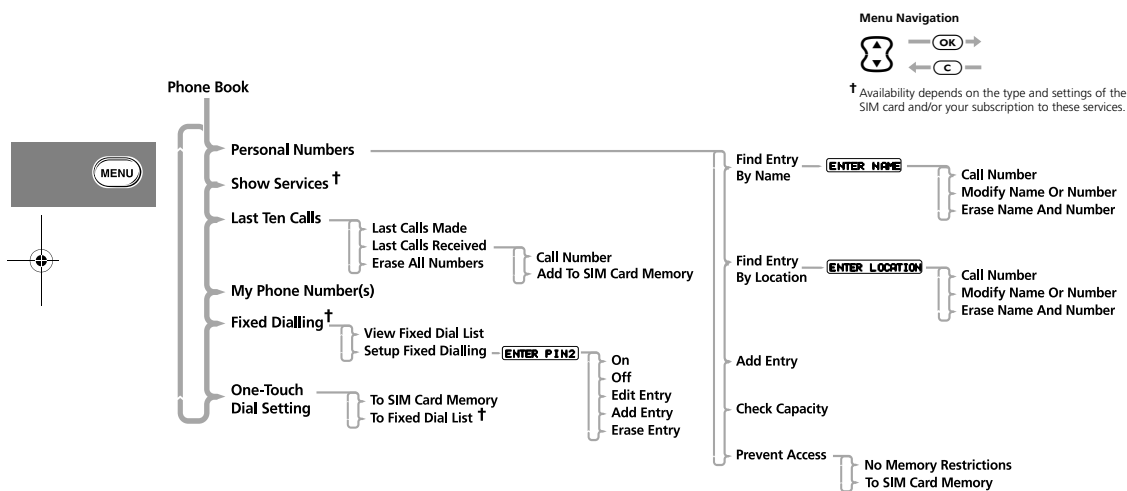 Menu Navigation
OK
C
† Availability depends on the type and settings of the
SIM card and/or your subscription to these services.
Phone Book
MENU
Personal Numbers
Show Services †
Last Ten Calls
Last Calls Made
Last Calls Received
Erase All Numbers
Call Number
Add To SIM Card Memory
My Phone Number(s)
Fixed Dialling †
View Fixed Dial List
Setup Fixed Dialling
ENTER PIN2
On
Off
Edit Entry
Add Entry
Erase Entry
One-Touch
Dial Setting
To SIM Card Memory
To Fixed Dial List †
Find Entry
By Name
ENTER NAME
Call Number
Modify Name Or Number
Erase Name And Number
Find Entry
By Location
ENTER LOCATION
Call Number
Modify Name Or Number
Erase Name And Number
Add Entry
Check Capacity
Prevent Access
No Memory Restrictions
To SIM Card Memory